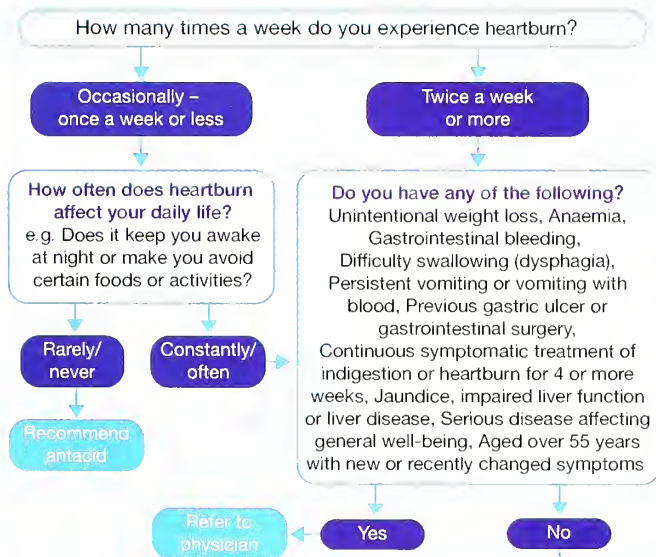 How many times a week do you experience heartburn?
Occasionally –
once a week or less
Twice a week
or more
How often does heartburn
affect your daily life?
e.g. Does it keep you awake
at night or make you avoid
certain foods or activities?
Rarely/
never
Constantly/
often
Recommend
antacid
Do you have any of the following?
Unintentional weight loss, Anaemia,
Gastrointestinal bleeding,
Difficulty swallowing (dysphagia),
Persistent vomiting or vomiting with
blood, Previous gastric ulcer or
gastrointestinal surgery,
Continuous symptomatic treatment of
indigestion or heartburn for 4 or more
weeks, Jaundice, impaired liver function
or liver disease, Serious disease affecting
general well-being, Aged over 55 years
with new or recently changed symptoms
Refer to
physician
Yes
No